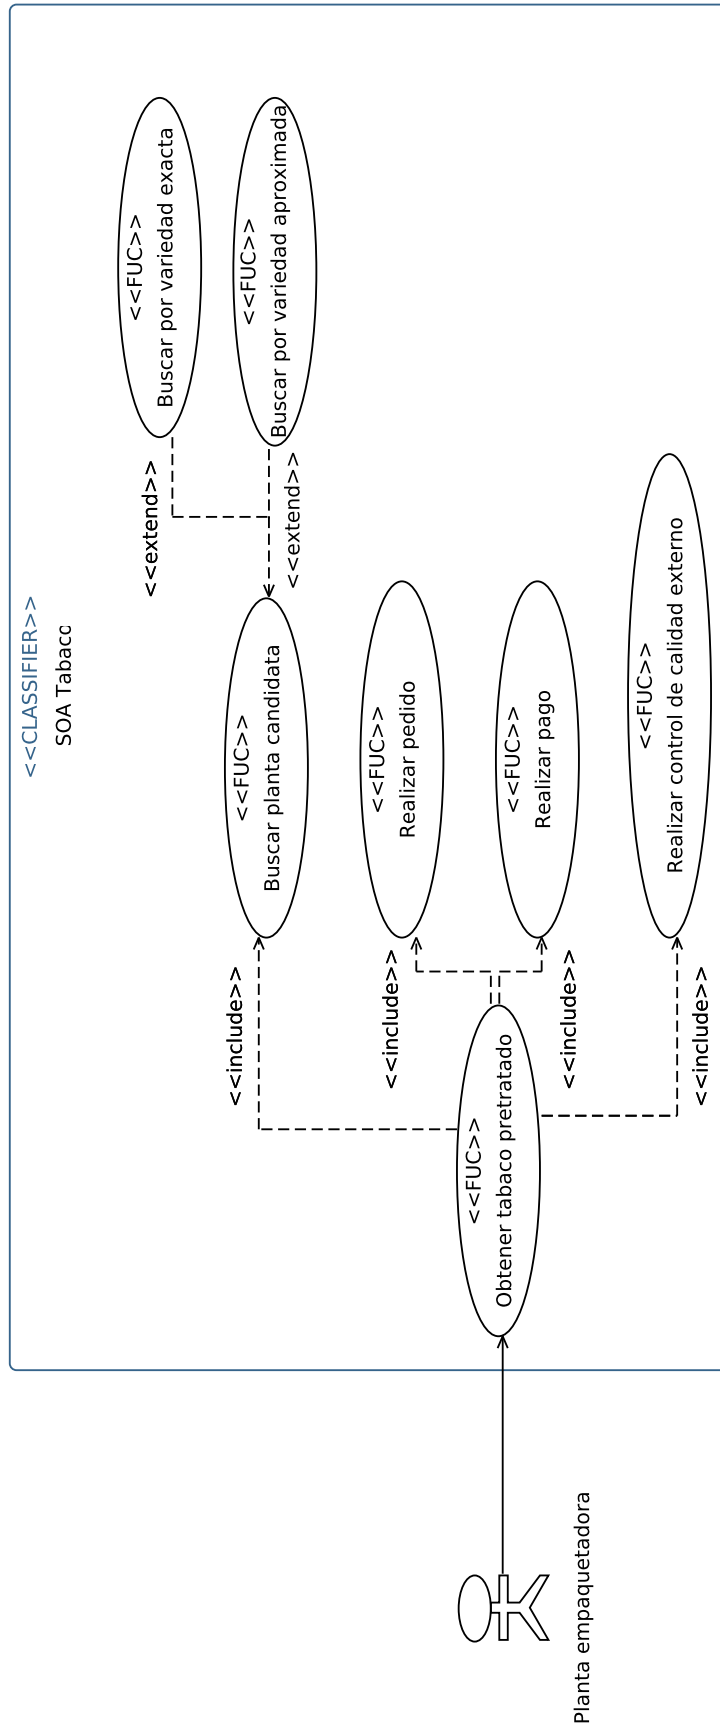 <<CLASSIFIER>>
SOA Tabaco
<<FUC>>
Buscar por variedad exacta
<<FUC>>
Buscar por variedad aproximada
<<extend>>
<<extend>>
<<FUC>>
Buscar planta candidata
<<FUC>>
Realizar pedido
<<FUC>>
Realizar pago
<<FUC>>
Realizar control de calidad externo
<<include>>
<<include>>
<<include>>
<<include>>
<<FUC>>
Obtener tabaco pretratado
Planta empaquetadora